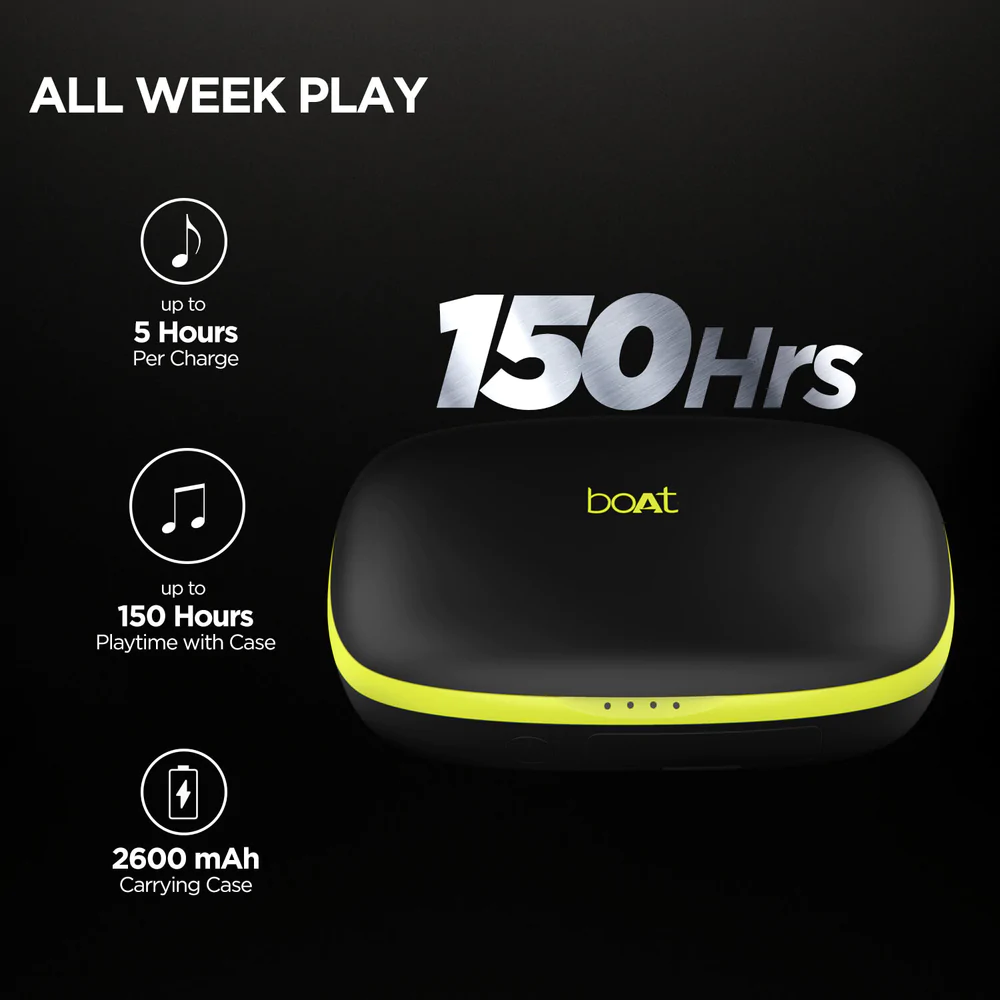 ALL WEEK PLAY
up to
5 Hours
Per Charge
150Hrs
boAt
up to
150 Hours
Playtime with Case
2600 mAh
Carrying Case